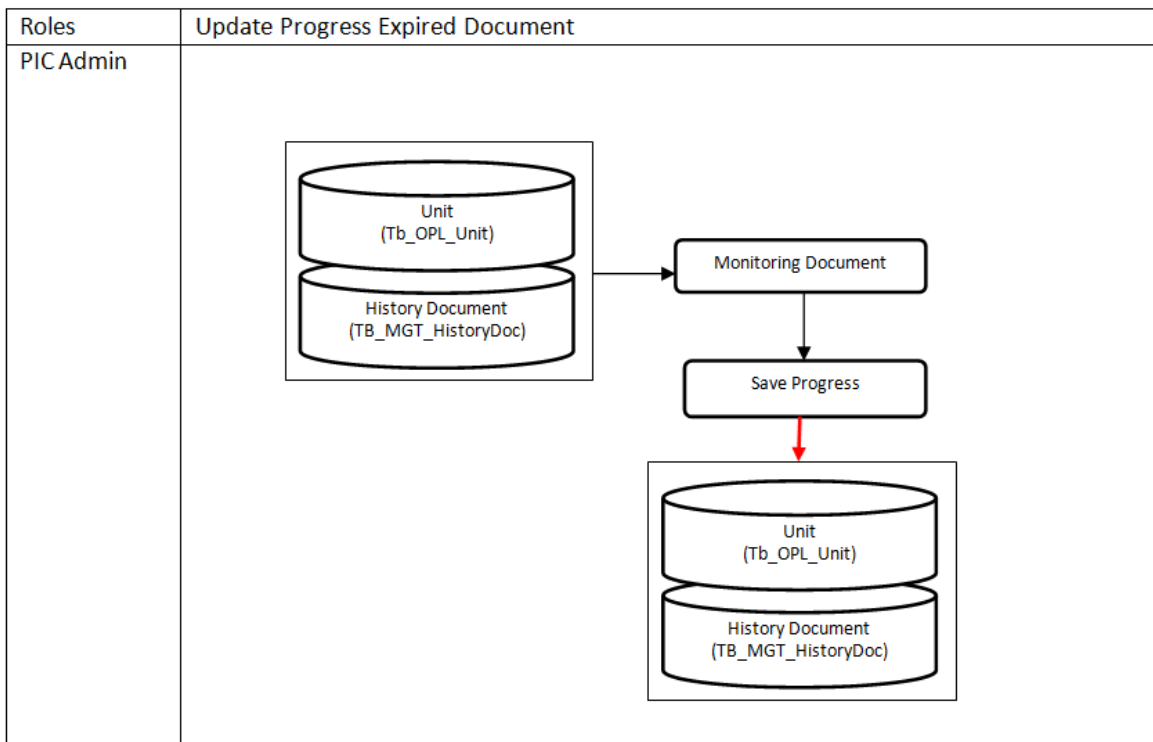 Roles
Update Progress Expired Document
PIC Admin
Unit
(Tb_OPL_Unit)
History Document
(TB_MGT_HistoryDoc)
Monitoring Document
Save Progress
Unit
(Tb_OPL_Unit)
History Document
(TB_MGT_HistoryDoc)